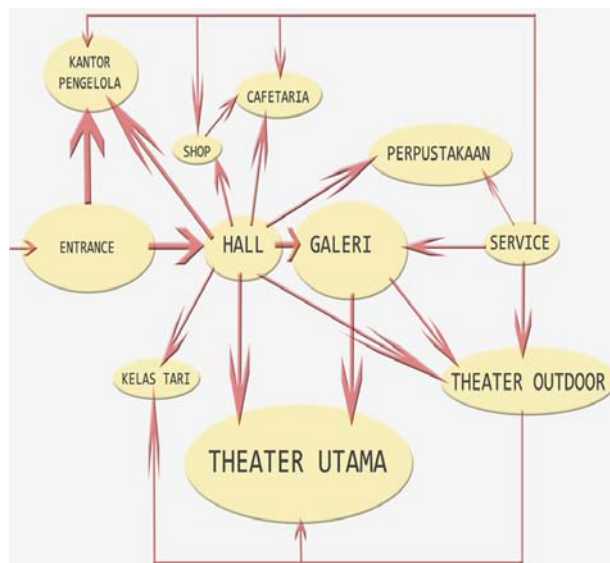 KANTOR
PENGELOLA
CAFETARIA
SHOP
PERPUSTAKAAN
ENTRANCE
HALL
GALERI
SERVICE
KELAS TARI
THEATER OUTDOOR
THEATER UTAMA